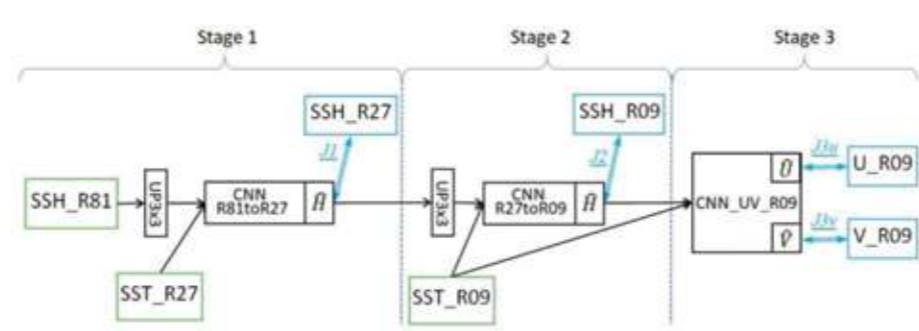 Stage 1
Stage 2
Stage 3
SSH_R27
SSH_R09
J1
J2
J3u
U_R09
SSH_R81
UP3x3
CNN
R81toR27
Ĥ
UP3x3
CNN
R27toR09
Ĥ
CNN_UV_R09
Û
V̂
J3v
V_R09
SST_R27
SST_R09